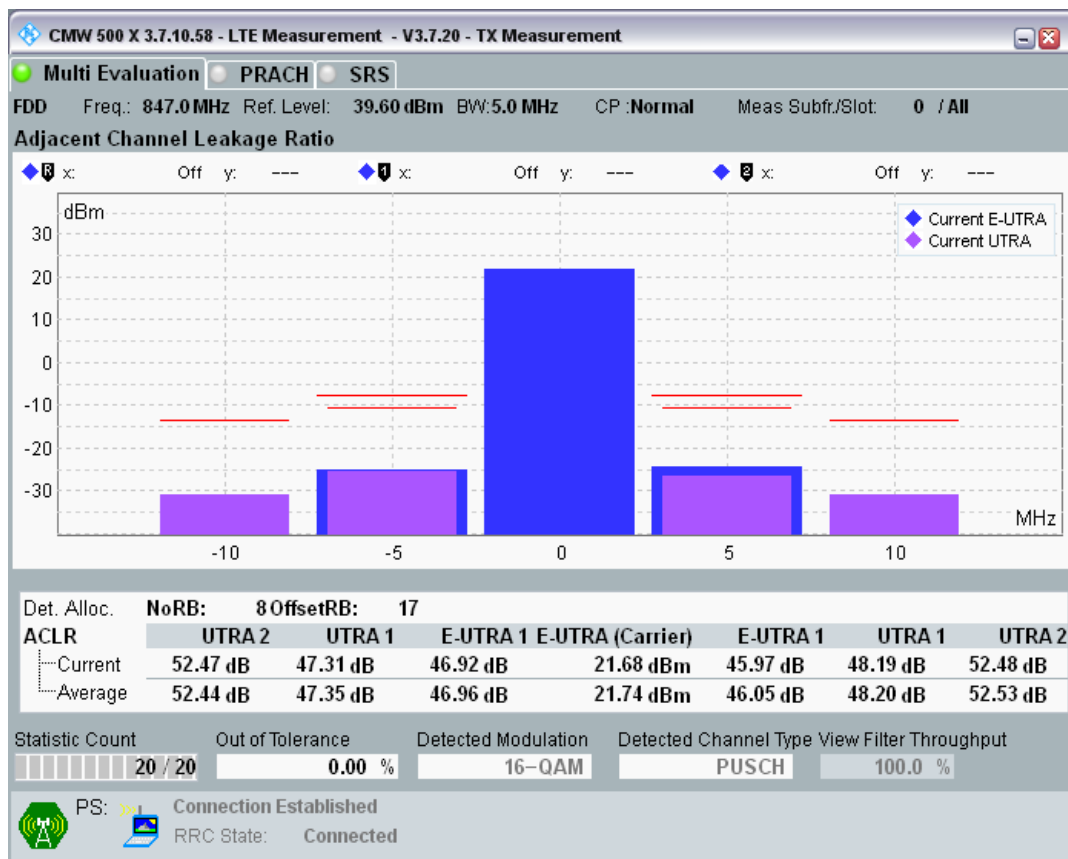 CMW 500 X 3.7.10.58 - LTE Measurement - V3.7.20 - TX Measurement
Multi Evaluation PRACH SRS
FDD Freq.: 847.0 MHz Ref. Level: 39.60 dBm BW:5.0 MHz CP :Normal Meas Subfr./Slot: 0 / All
Adjacent Channel Leakage Ratio
R x: Off y: --- 1 x: Off y: --- 2 x: Off y: ---
dBm
Current E-UTRA
Current UTRA
30
20
10
0
-10
-20
-30
MHz
-10 -5 0 5 10
Det. Alloc. NoRB: 8 OffsetRB: 17
ACLR UTRA 2 UTRA 1 E-UTRA 1 E-UTRA (Carrier) E-UTRA 1 UTRA 1 UTRA 2
Current 52.47 dB 47.31 dB 46.92 dB 21.68 dBm 45.97 dB 48.19 dB 52.48 dB
Average 52.44 dB 47.35 dB 46.96 dB 21.74 dBm 46.05 dB 48.20 dB 52.53 dB
Statistic Count Out of Tolerance Detected Modulation Detected Channel Type View Filter Throughput
20 / 20 0.00 % 16-QAM PUSCH 100.0 %
PS: Connection Established
RRC State: Connected